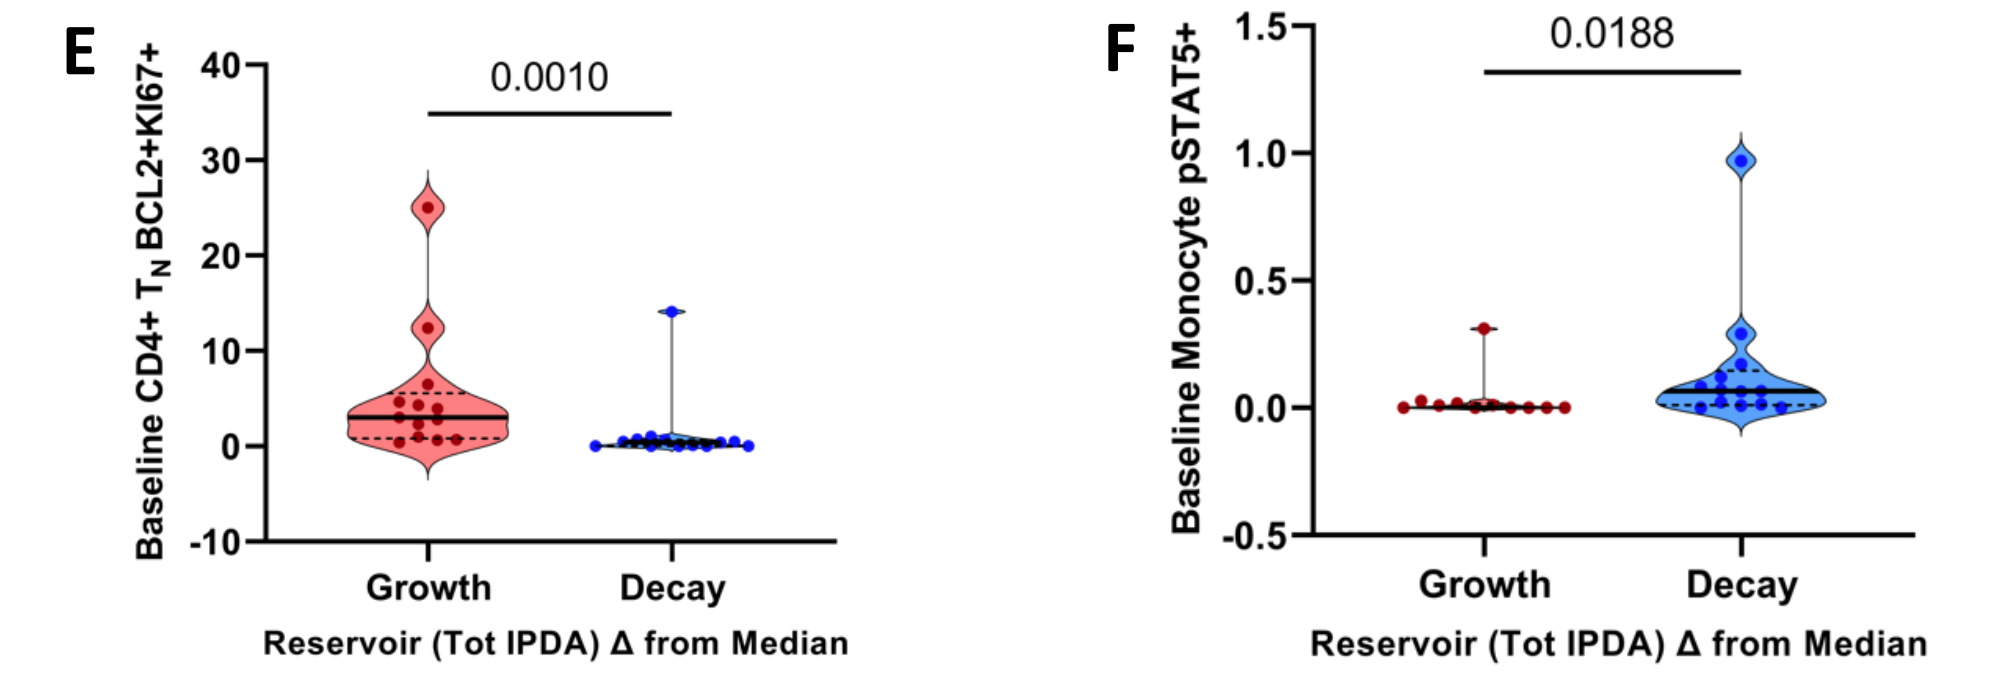 E
Baseline CD4+ TN BCL2+KI67+
40
30
20
10
0
-10
0.0010
Growth
Decay
Reservoir (Tot IPDA) Δ from Median
F
Baseline Monocyte pSTAT5+
1.5
1.0
0.5
0.0
-0.5
0.0188
Growth
Decay
Reservoir (Tot IPDA) Δ from Median